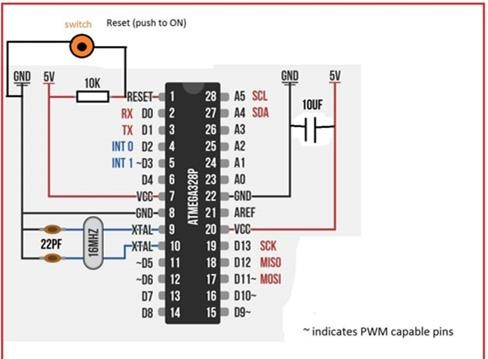 switch Reset (push to ON)
GND 5V GND 5V
10K 10UF
RESET 1 28 A5 SCL
RX D0 2 27 A4 SDA
TX D1 3 26 A3
INT 0 D2 4 25 A2
INT 1 ~D3 5 24 A1
D4 6 23 A0
VCC 7 22 GND
GND 8 21 AREF
XTAL 9 20 VCC
XTAL 10 19 D13 SCK
~D5 11 18 D12 MISO
~D6 12 17 D11~ MOSI
D7 13 16 D10~
D8 14 15 D9~
ATMEGA328P
22PF
16MHZ
~ indicates PWM capable pins